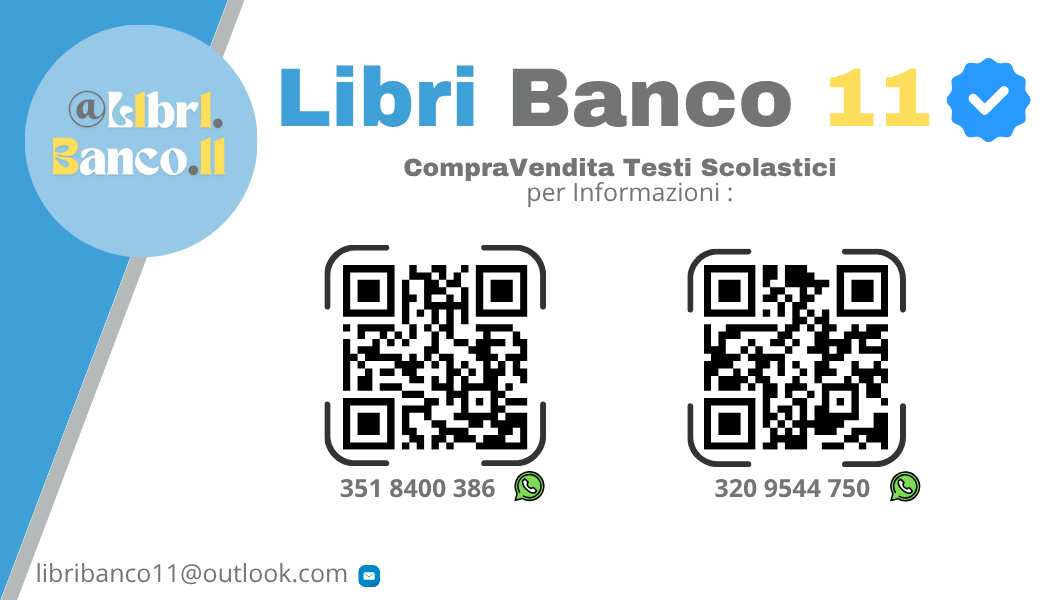 @Libri.
Banco.11
Libri Banco 11
CompraVendita Testi Scolastici
per Informazioni :
351 8400 386
320 9544 750
libribanco11@outlook.com